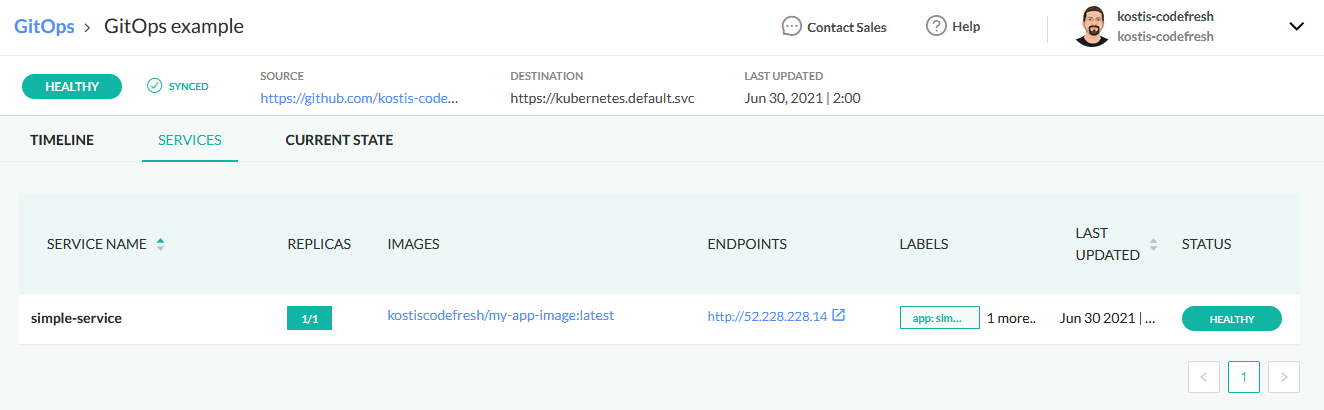 GitOps > GitOps example
Contact Sales
Help
kostis-codefresh
kostis-codefresh
HEALTHY
SYNCED
SOURCE
https://github.com/kostis-code...
DESTINATION
https://kubernetes.default.svc
LAST UPDATED
Jun 30, 2021 | 2:00
TIMELINE
SERVICES
CURRENT STATE
SERVICE NAME
REPLICAS
IMAGES
ENDPOINTS
LABELS
LAST
UPDATED
STATUS
simple-service
1/1
kostiscodefresh/my-app-image:latest
http://52.228.228.14
app: sim...
1 more..
Jun 30 2021 | ...
HEALTHY
< 1 >